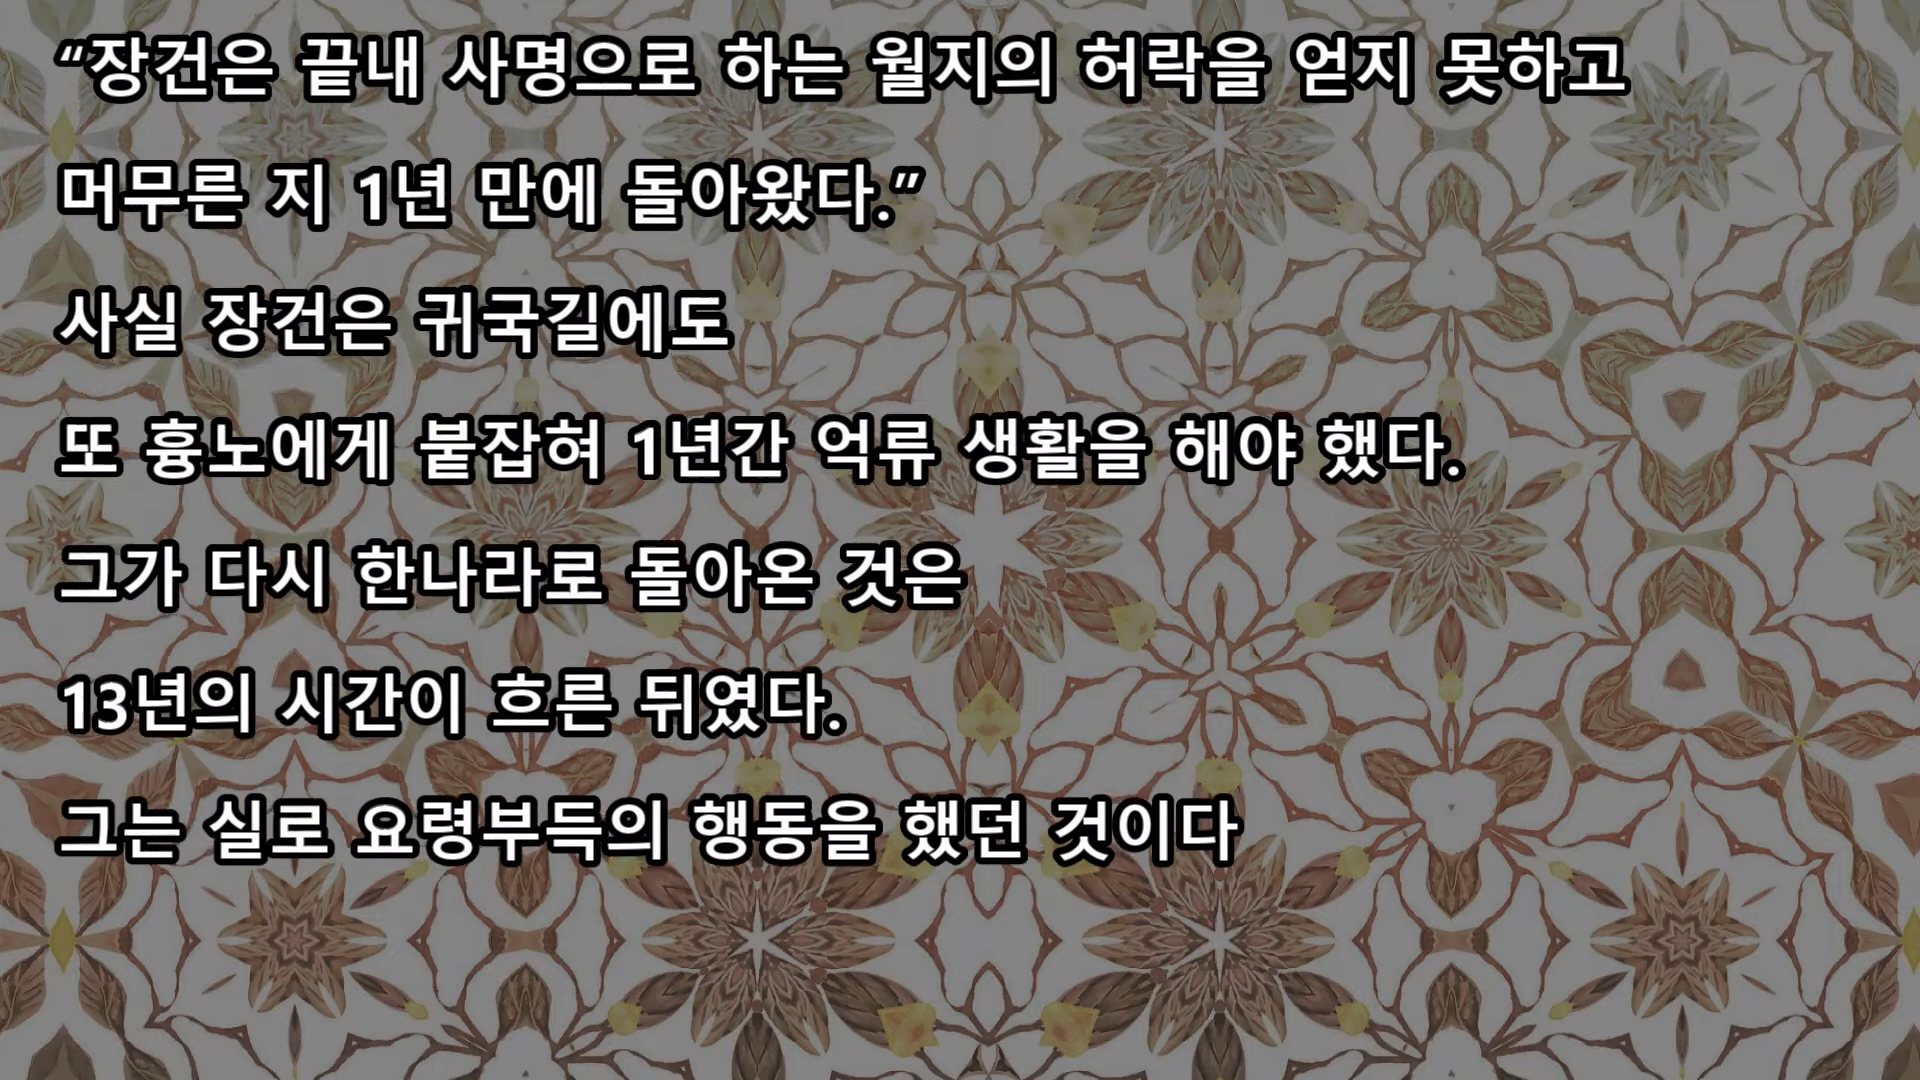 “장건은 끝내 사명으로 하는 월지의 허락을 얻지 못하고
머무른 지 1년 만에 돌아왔다.”
사실 장건은 귀국길에도
또 흉노에게 붙잡혀 1년간 억류 생활을 해야 했다.
그가 다시 한나라로 돌아온 것은
13년의 시간이 흐른 뒤였다.
그는 실로 요령부득의 행동을 했던 것이다